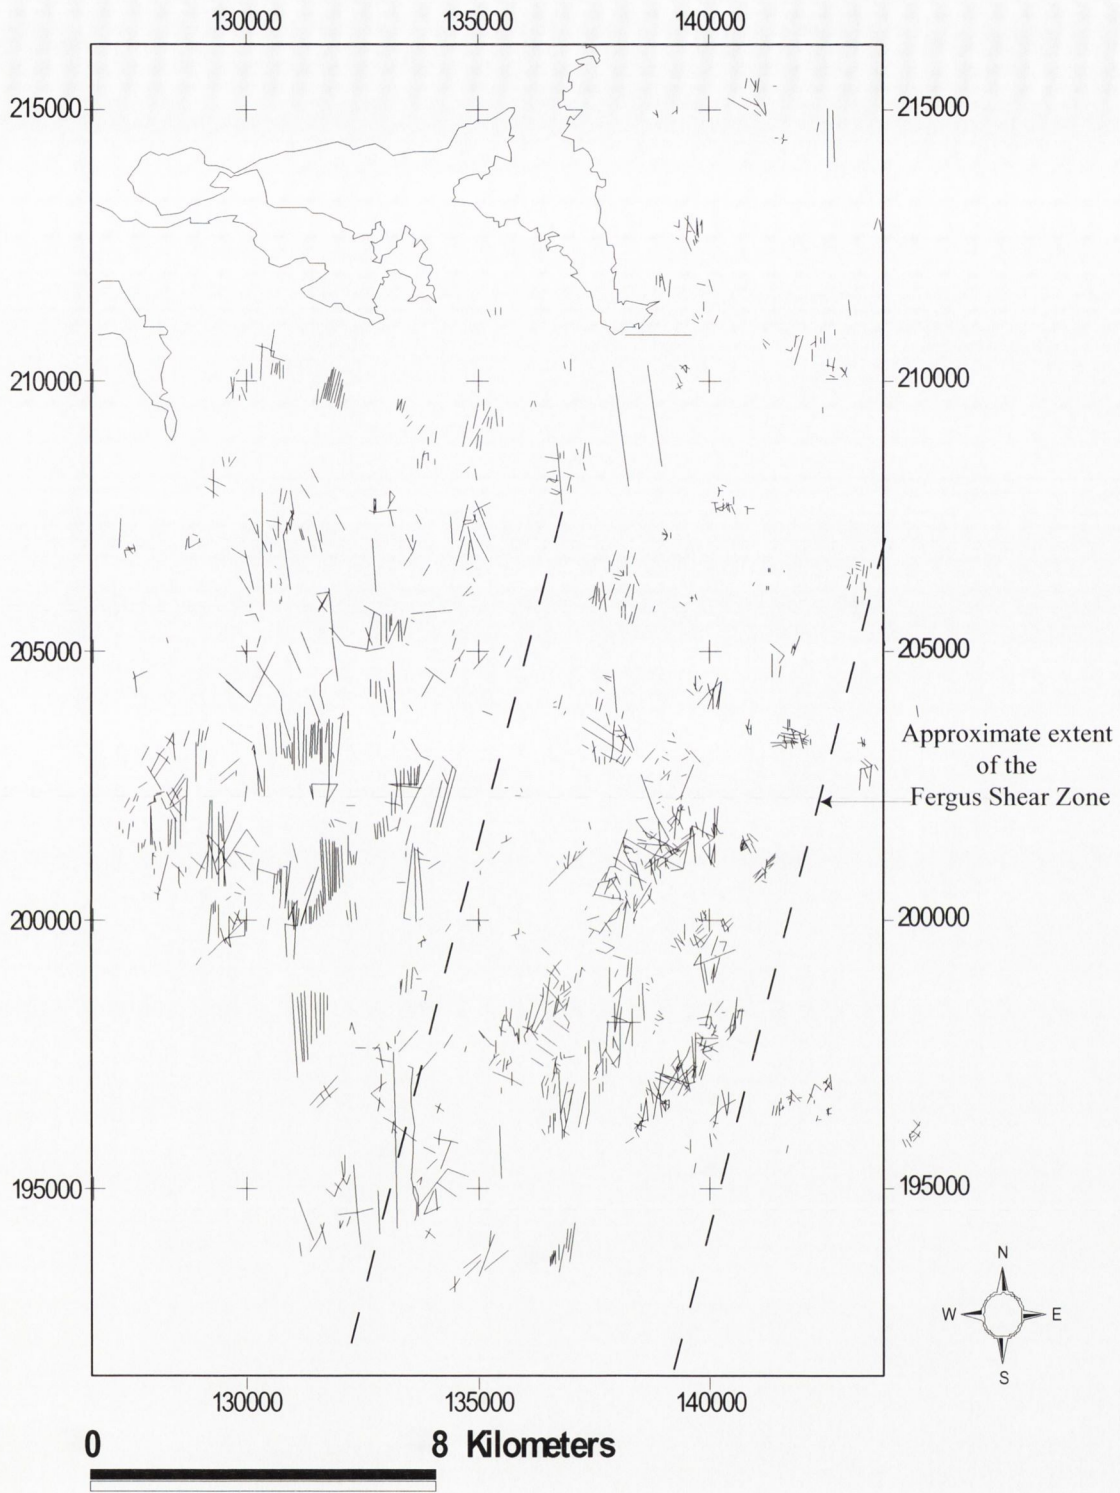 130000 135000 140000
215000 215000
210000 210000
205000 205000
Approximate extent
of the
Fergus Shear Zone
200000 200000
195000 195000
N
W E
S
130000 135000 140000
0 8 Kilometers